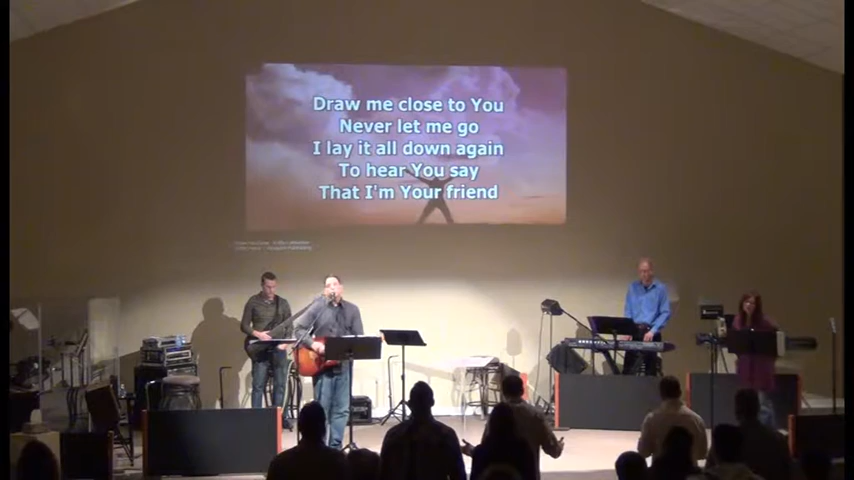 Draw me close to You
Never let me go
I lay it all down again
To hear You say
That I'm Your friend